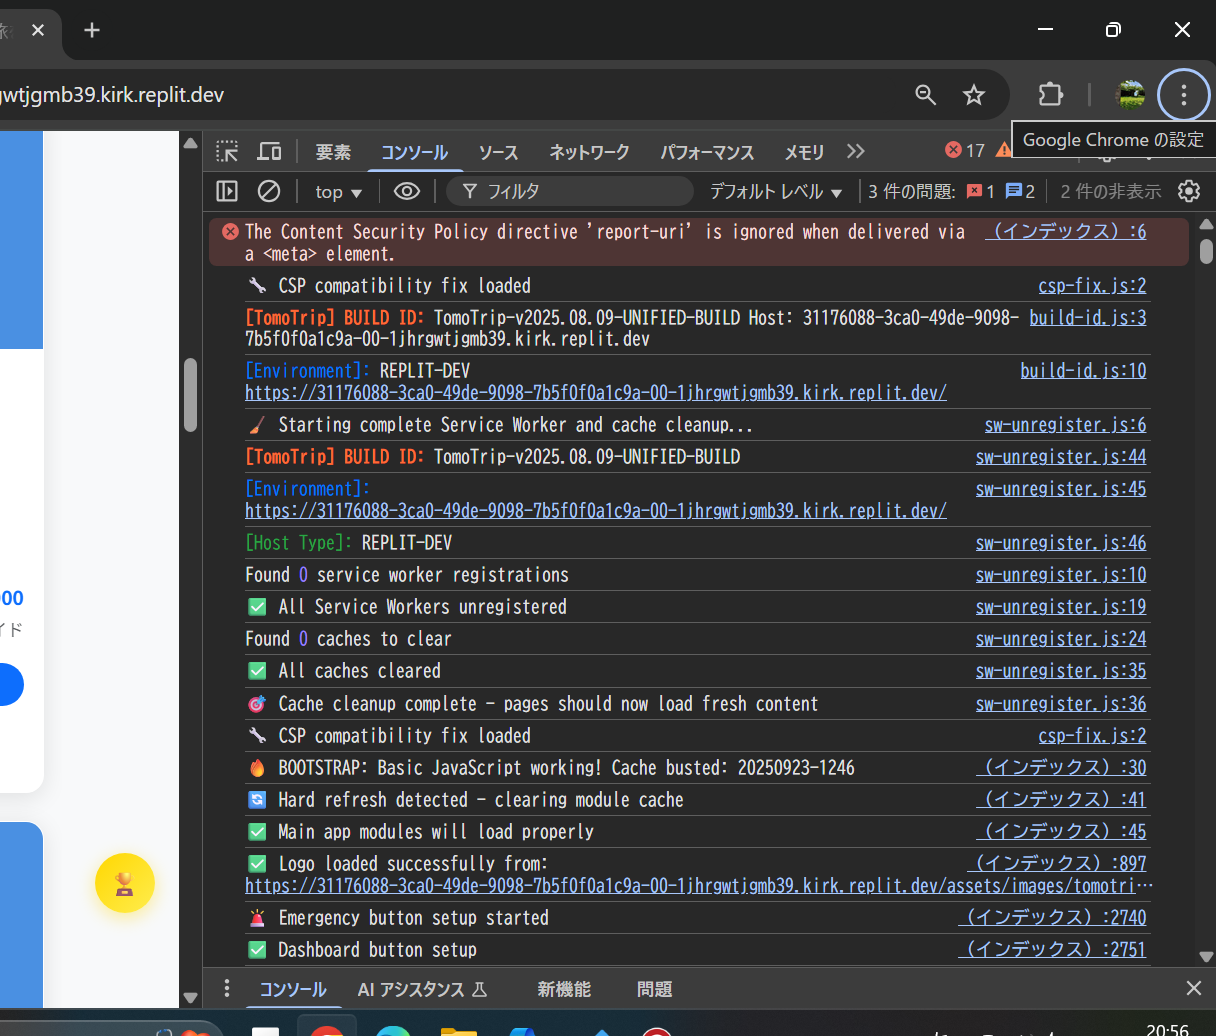 gwtjgmb39.kirk.replit.dev
Google Chrome の設定
要素 コンソール ソース ネットワーク パフォーマンス メモリ 17
top フィルタ デフォルト レベル 3 件の問題: 1 2 2 件の非表示
The Content Security Policy directive 'report-uri' is ignored when delivered via （インデックス）:6
a <meta> element.
🔧 CSP compatibility fix loaded csp-fix.js:2
[TomoTrip] BUILD ID: TomoTrip-v2025.08.09-UNIFIED-BUILD Host: 31176088-3ca0-49de-9098- build-id.js:3
7b5f0f0a1c9a-00-1jhrgwtjgmb39.kirk.replit.dev
[Environment]: REPLIT-DEV build-id.js:10
https://31176088-3ca0-49de-9098-7b5f0f0a1c9a-00-1jhrgwtjgmb39.kirk.replit.dev/
🧹 Starting complete Service Worker and cache cleanup... sw-unregister.js:6
[TomoTrip] BUILD ID: TomoTrip-v2025.08.09-UNIFIED-BUILD sw-unregister.js:44
[Environment]: sw-unregister.js:45
https://31176088-3ca0-49de-9098-7b5f0f0a1c9a-00-1jhrgwtjgmb39.kirk.replit.dev/
[Host Type]: REPLIT-DEV sw-unregister.js:46
Found 0 service worker registrations sw-unregister.js:10
✅ All Service Workers unregistered sw-unregister.js:19
Found 0 caches to clear sw-unregister.js:24
✅ All caches cleared sw-unregister.js:35
🎯 Cache cleanup complete - pages should now load fresh content sw-unregister.js:36
🔧 CSP compatibility fix loaded csp-fix.js:2
🔥 BOOTSTRAP: Basic JavaScript working! Cache busted: 20250923-1246 （インデックス）:30
🔄 Hard refresh detected - clearing module cache （インデックス）:41
✅ Main app modules will load properly （インデックス）:45
✅ Logo loaded successfully from: （インデックス）:897
https://31176088-3ca0-49de-9098-7b5f0f0a1c9a-00-1jhrgwtjgmb39.kirk.replit.dev/assets/images/tomotri…
🚨 Emergency button setup started （インデックス）:2740
✅ Dashboard button setup （インデックス）:2751
000
イド
コンソール AI アシスタンス 新機能 問題
20:56